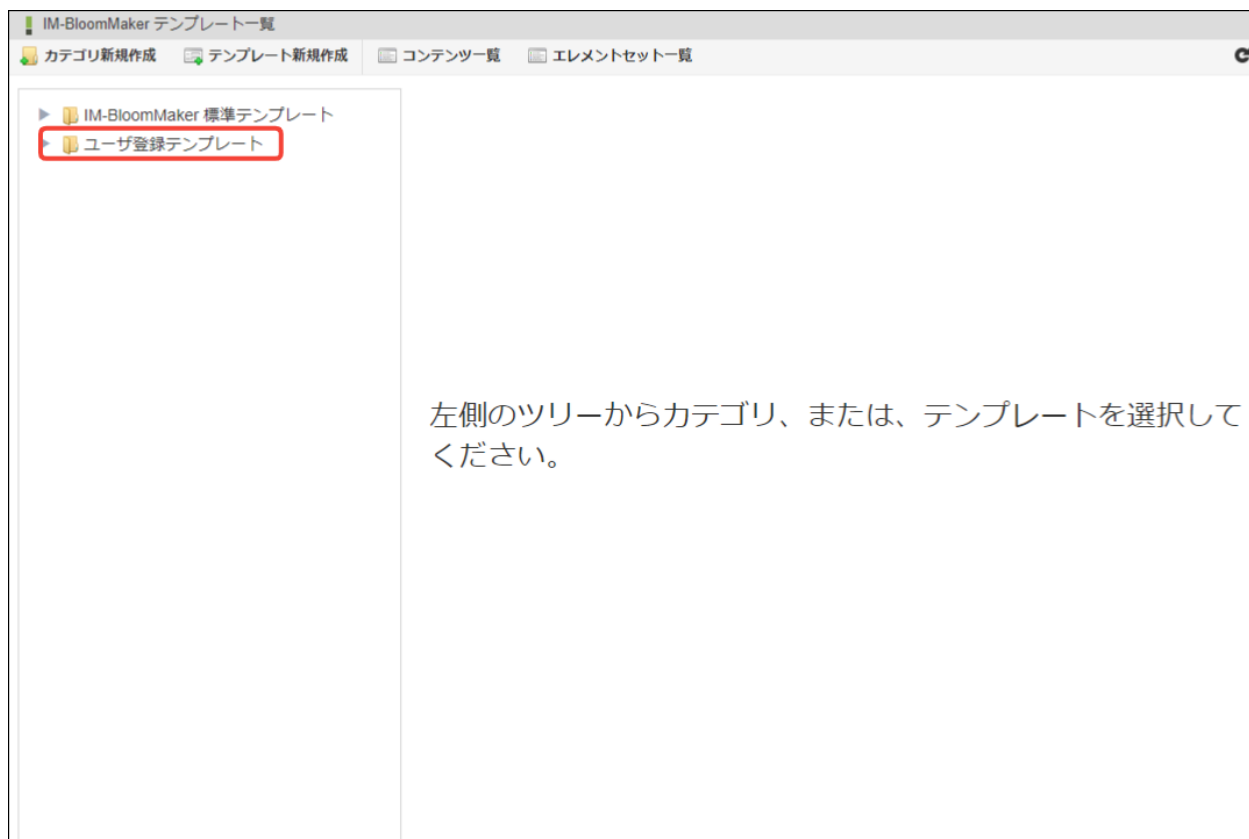 IM-BloomMaker テンプレート一覧
カテゴリ新規作成 テンプレート新規作成 コンテンツ一覧 エレメントセット一覧
IM-BloomMaker 標準テンプレート
ユーザ登録テンプレート
左側のツリーからカテゴリ、または、テンプレートを選択して
ください。